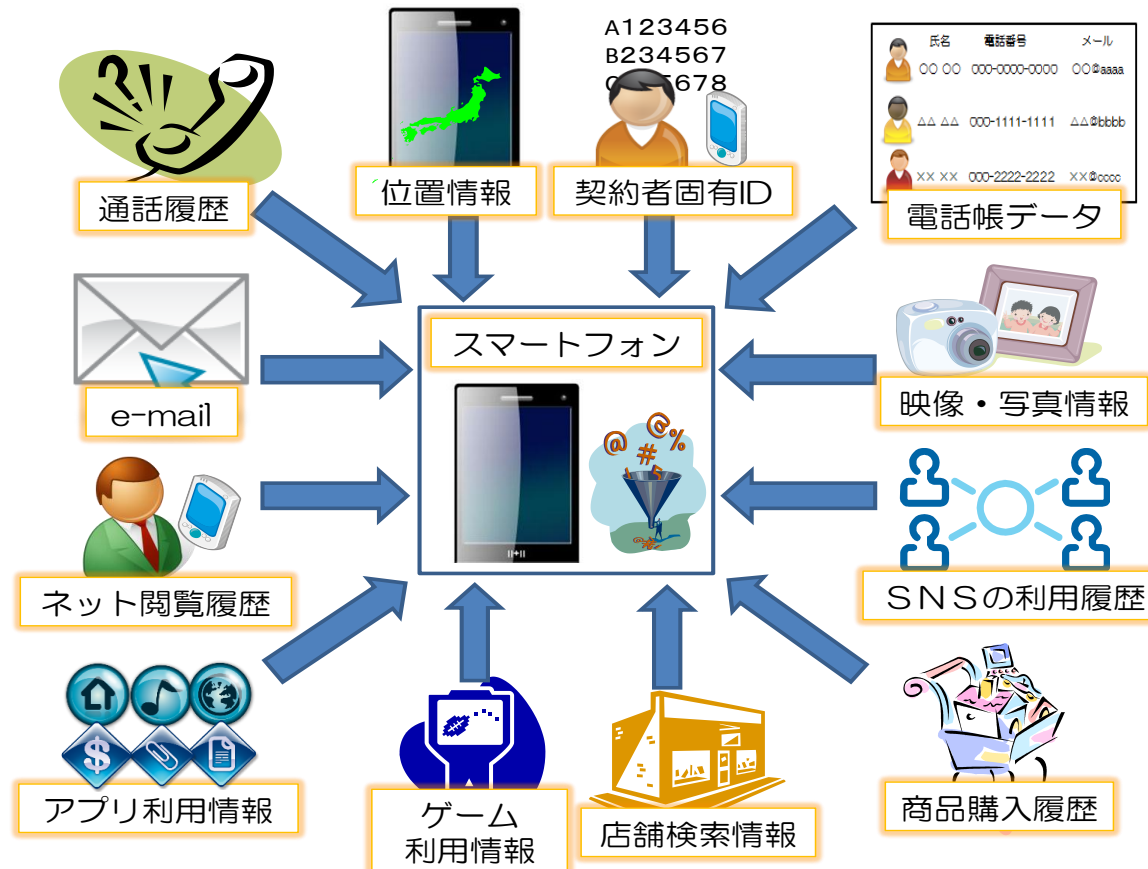 A123456
B234567
678
氏名 電話番号 メール
〇〇 〇〇 000-0000-0000 〇〇@aaaa
△△ △△ 000-1111-1111 △△@bbbb
×× ×× 000-2222-2222 ××@cccc
通話履歴
位置情報
契約者固有ID
電話帳データ
スマートフォン
e-mail
映像・写真情報
@@%
#
ネット閲覧履歴
SNSの利用履歴
$
アプリ利用情報
ゲーム
利用情報
店舗検索情報
商品購入履歴